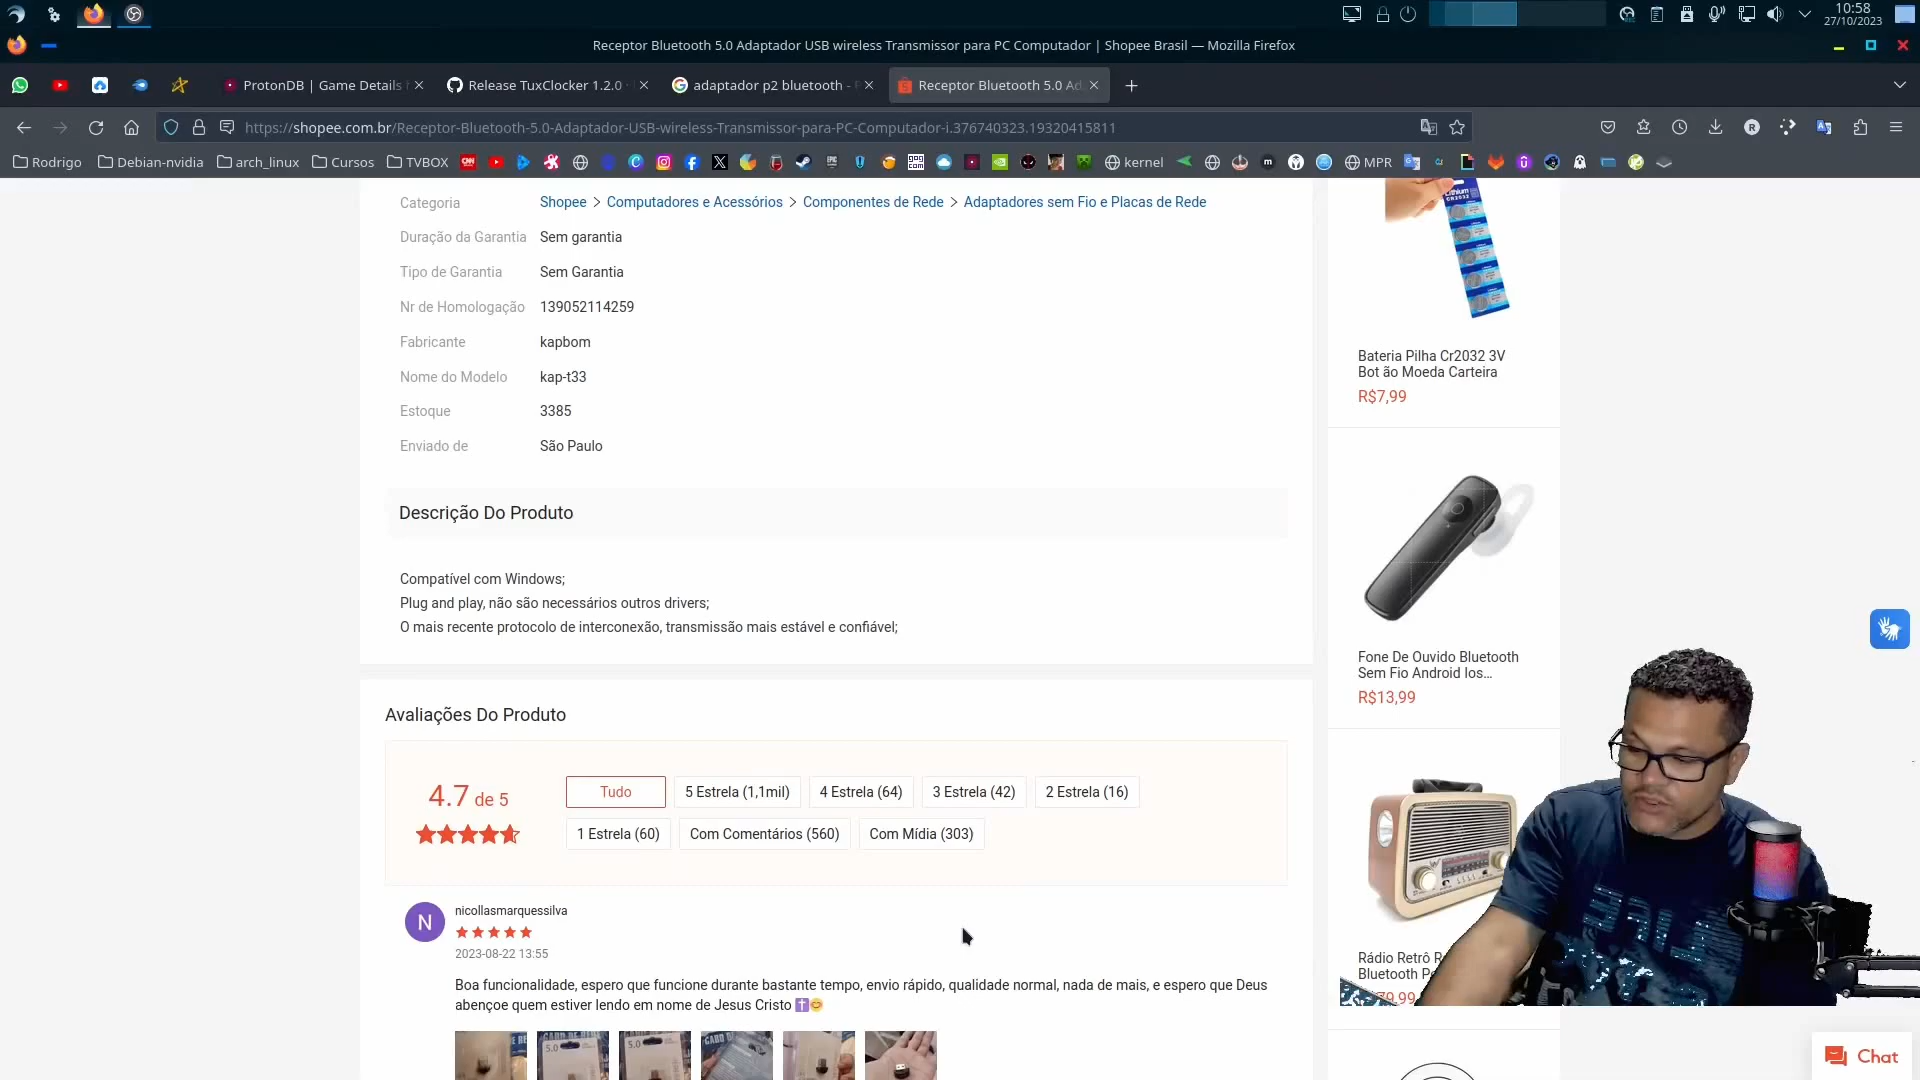 10:58
27/10/2023
Receptor Bluetooth 5.0 Adaptador USB wireless Transmissor para PC Computador | Shopee Brasil — Mozilla Firefox
ProtonDB | Game Details
Release TuxClocker 1.2.0 ·
adaptador p2 bluetooth -
Receptor Bluetooth 5.0 Ad
https://shopee.com.br/Receptor-Bluetooth-5.0-Adaptador-USB-wireless-Transmissor-para-PC-Computador-i.376740323.19320415811
Rodrigo
Debian-nvidia
arch_linux
Cursos
TVBOX
kernel
MPR
Categoria
Shopee > Computadores e Acessórios > Componentes de Rede > Adaptadores sem Fio e Placas de Rede
Duração da Garantia
Sem garantia
Tipo de Garantia
Sem Garantia
Nr de Homologação
139052114259
Fabricante
kapbom
Nome do Modelo
kap-t33
Estoque
3385
Enviado de
São Paulo
Descrição Do Produto
Compatível com Windows;
Plug and play, não são necessários outros drivers;
O mais recente protocolo de interconexão, transmissão mais estável e confiável;
Avaliações Do Produto
4.7 de 5
Tudo
5 Estrela (1,1mil)
4 Estrela (64)
3 Estrela (42)
2 Estrela (16)
1 Estrela (60)
Com Comentários (560)
Com Mídia (303)
N
nicollasmarquessilva
2023-08-22 13:55
Boa funcionalidade, espero que funcione durante bastante tempo, envio rápido, qualidade normal, nada de mais, e espero que Deus
abençoe quem estiver lendo em nome de Jesus Cristo ✝️😊
Lithium
CR2032
Bateria Pilha Cr2032 3V
Bot ão Moeda Carteira
R$7,99
Fone De Ouvido Bluetooth
Sem Fio Android Ios...
R$13,99
Rádio Retrô
Bluetooth
79,99
Chat